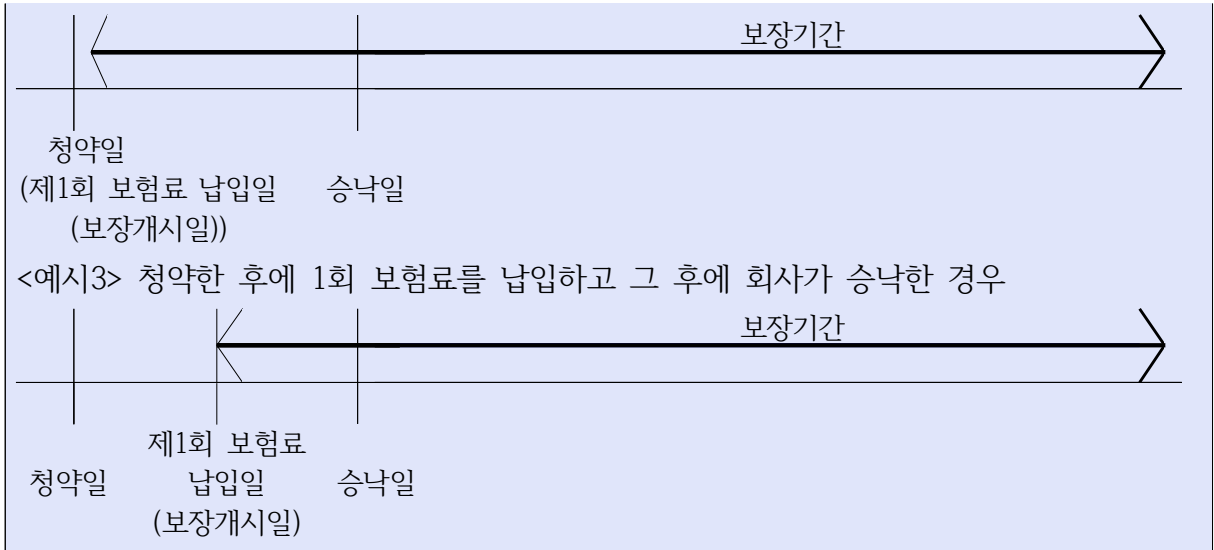 보장기간
청약일
(제1회 보험료 납입일 승낙일
(보장개시일))
<예시3> 청약한 후에 1회 보험료를 납입하고 그 후에 회사가 승낙한 경우
보장기간
제1회 보험료
청약일 납입일 승낙일
(보장개시일)